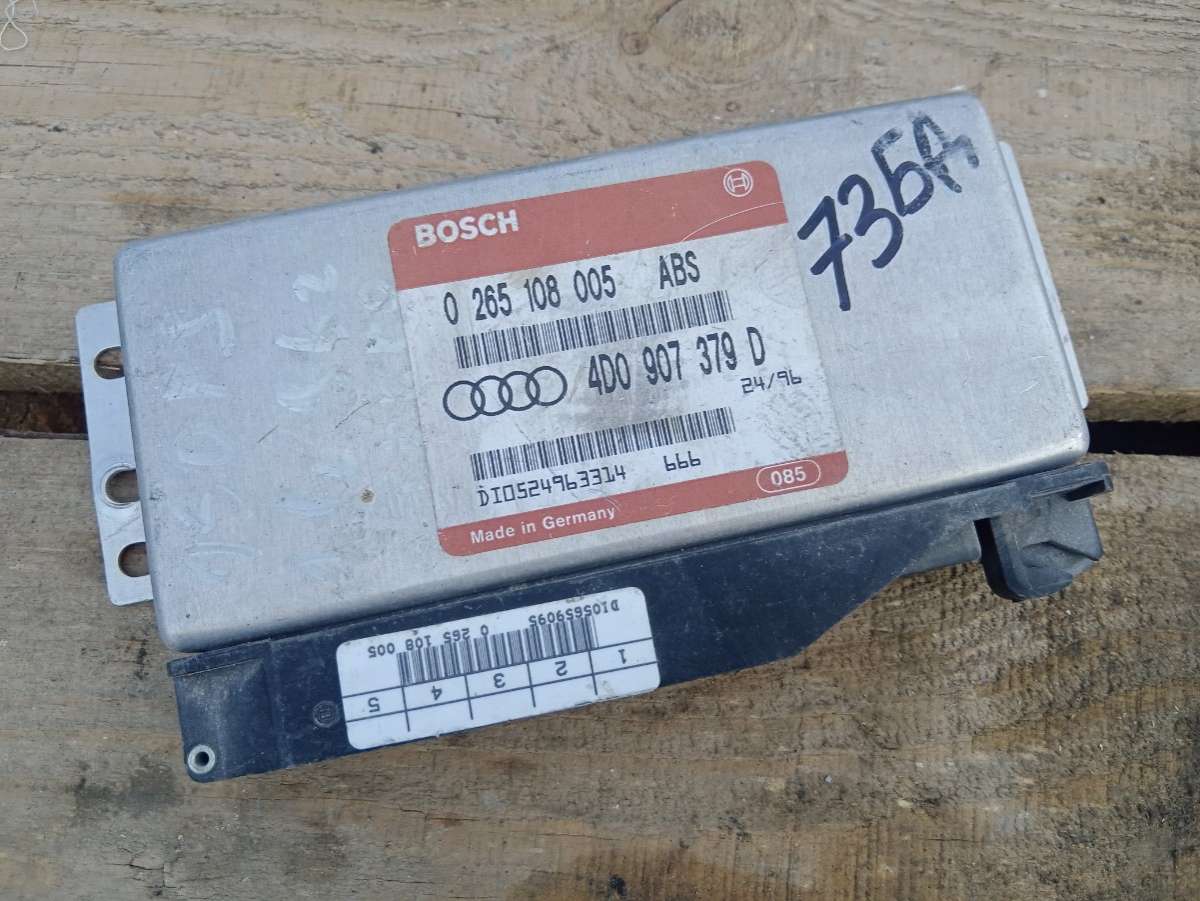 BOSCH
0 265 108 005 ABS
4D0 907 379 D
24/96
DI0524963314 666
Made in Germany 085
735A
DI05659095 0 265 108 005
1 2 3 4 5